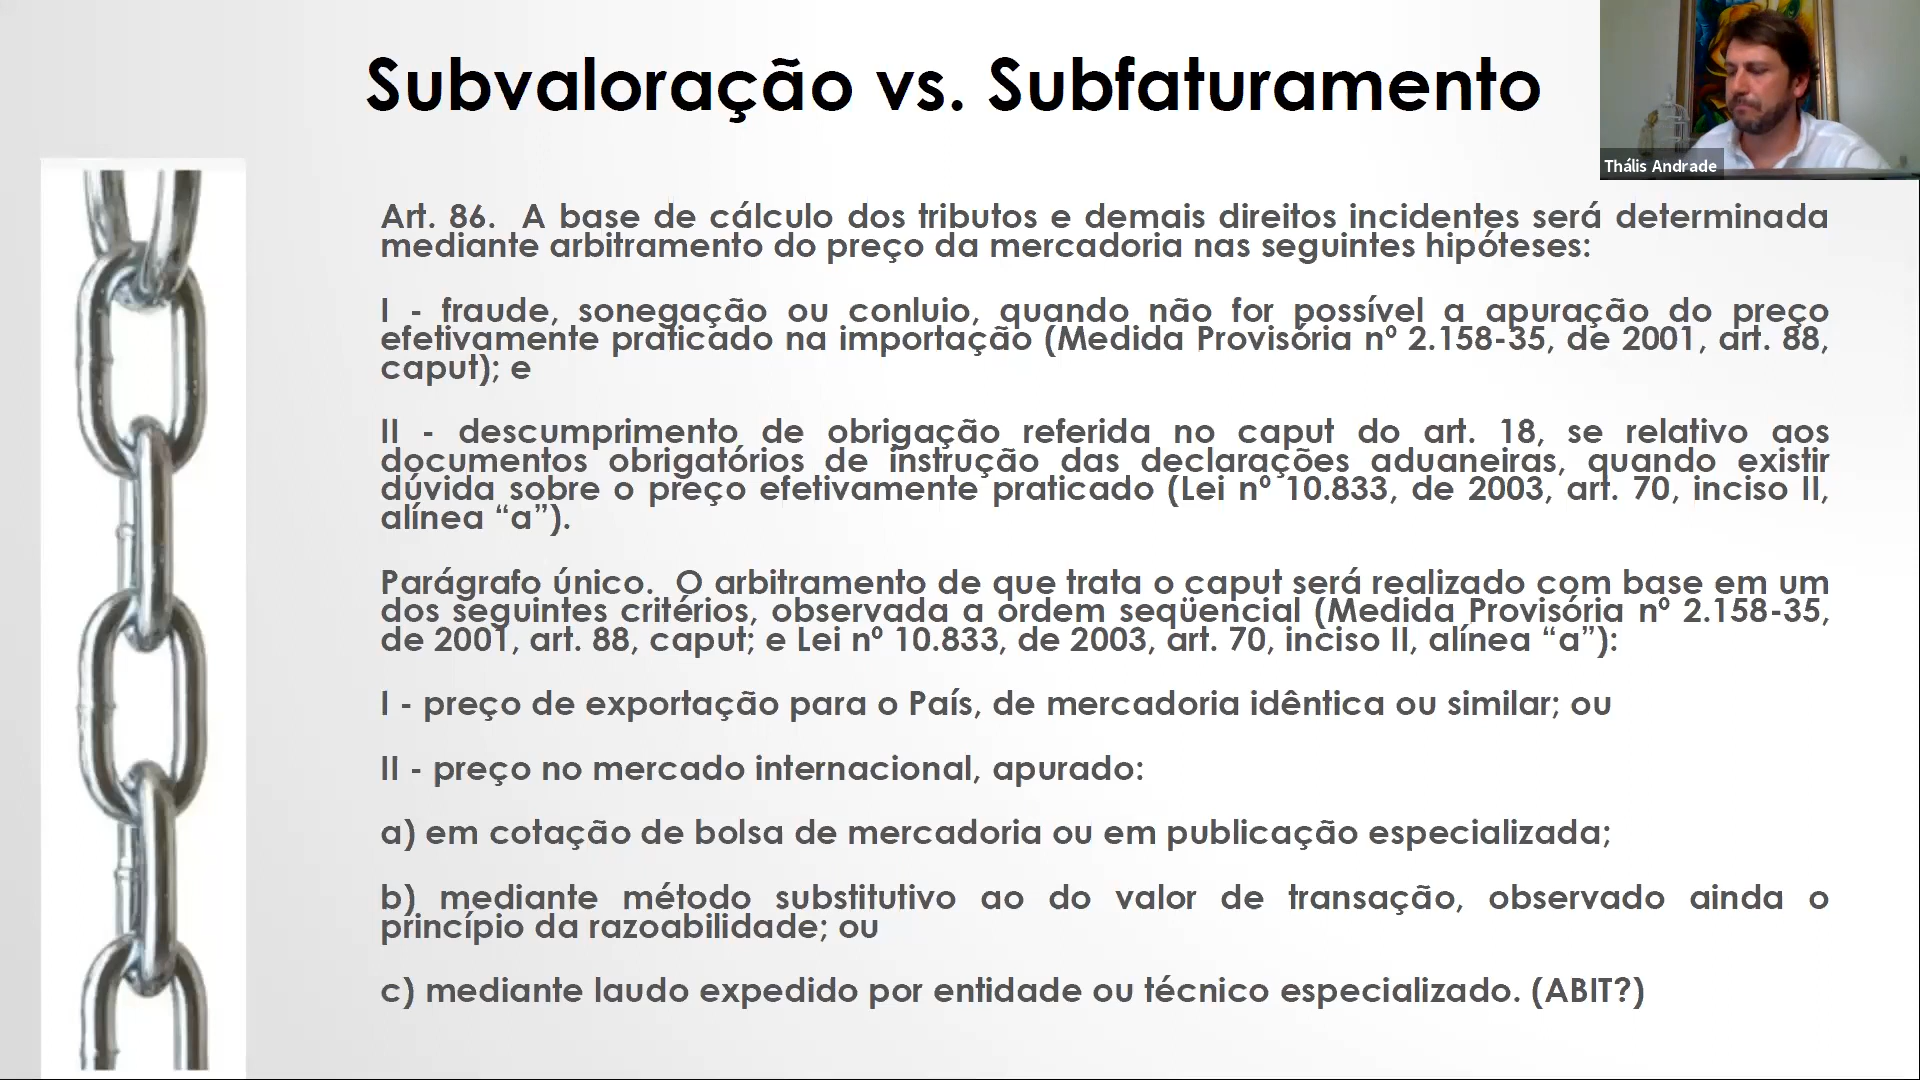 Subvaloração vs. Subfaturamento
Thális Andrade
Art. 86. A base de cálculo dos tributos e demais direitos incidentes será determinada
mediante arbitramento do preço da mercadoria nas seguintes hipóteses:
I - fraude, sonegação ou conluio, quando não for possível a apuração do preço
efetivamente praticado na importação (Medida Provisória nº 2.158-35, de 2001, art. 88,
caput); e
II - descumprimento de obrigação referida no caput do art. 18, se relativo aos
documentos obrigatórios de instrução das declarações aduaneiras, quando existir
dúvida sobre o preço efetivamente praticado (Lei nº 10.833, de 2003, art. 70, inciso II,
alínea “a”).
Parágrafo único. O arbitramento de que trata o caput será realizado com base em um
dos seguintes critérios, observada a ordem seqüencial (Medida Provisória nº 2.158-35,
de 2001, art. 88, caput; e Lei nº 10.833, de 2003, art. 70, inciso II, alínea “a”):
I - preço de exportação para o País, de mercadoria idêntica ou similar; ou
II - preço no mercado internacional, apurado:
a) em cotação de bolsa de mercadoria ou em publicação especializada;
b) mediante método substitutivo ao do valor de transação, observado ainda o
princípio da razoabilidade; ou
c) mediante laudo expedido por entidade ou técnico especializado. (ABIT?)